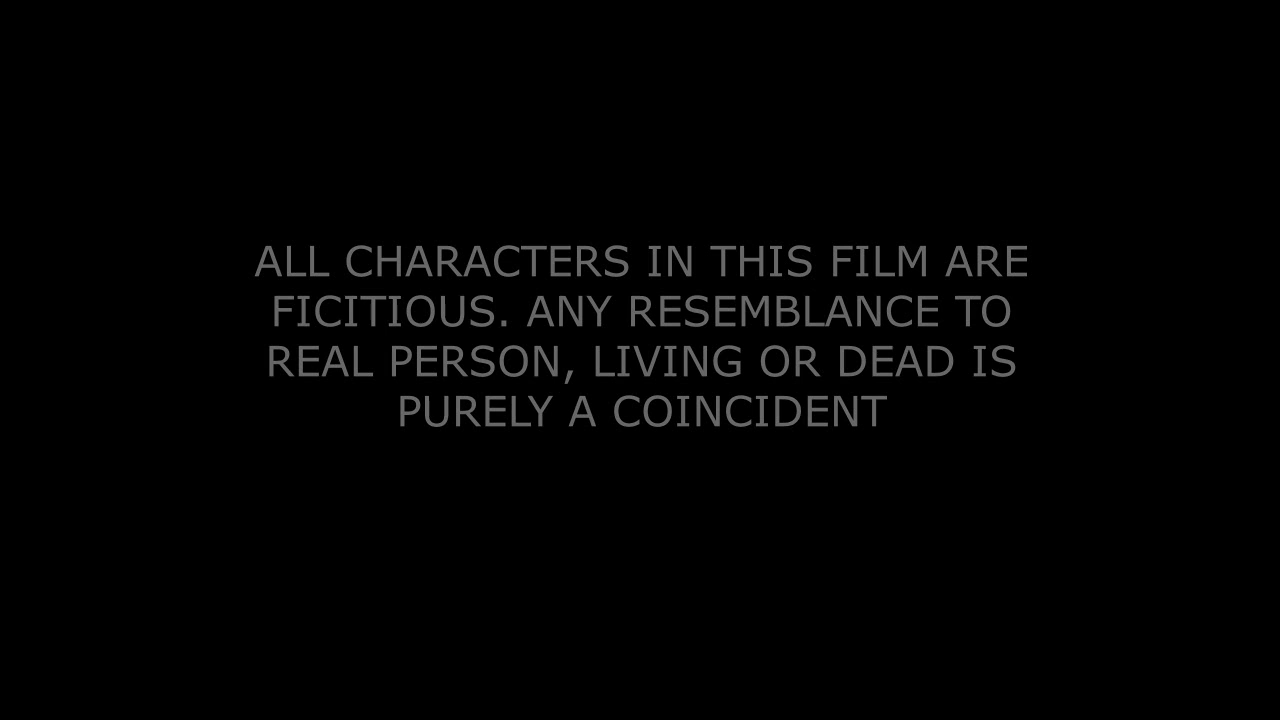 ALL CHARACTERS IN THIS FILM ARE
FICITIOUS. ANY RESEMBLANCE TO
REAL PERSON, LIVING OR DEAD IS
PURELY A COINCIDENT